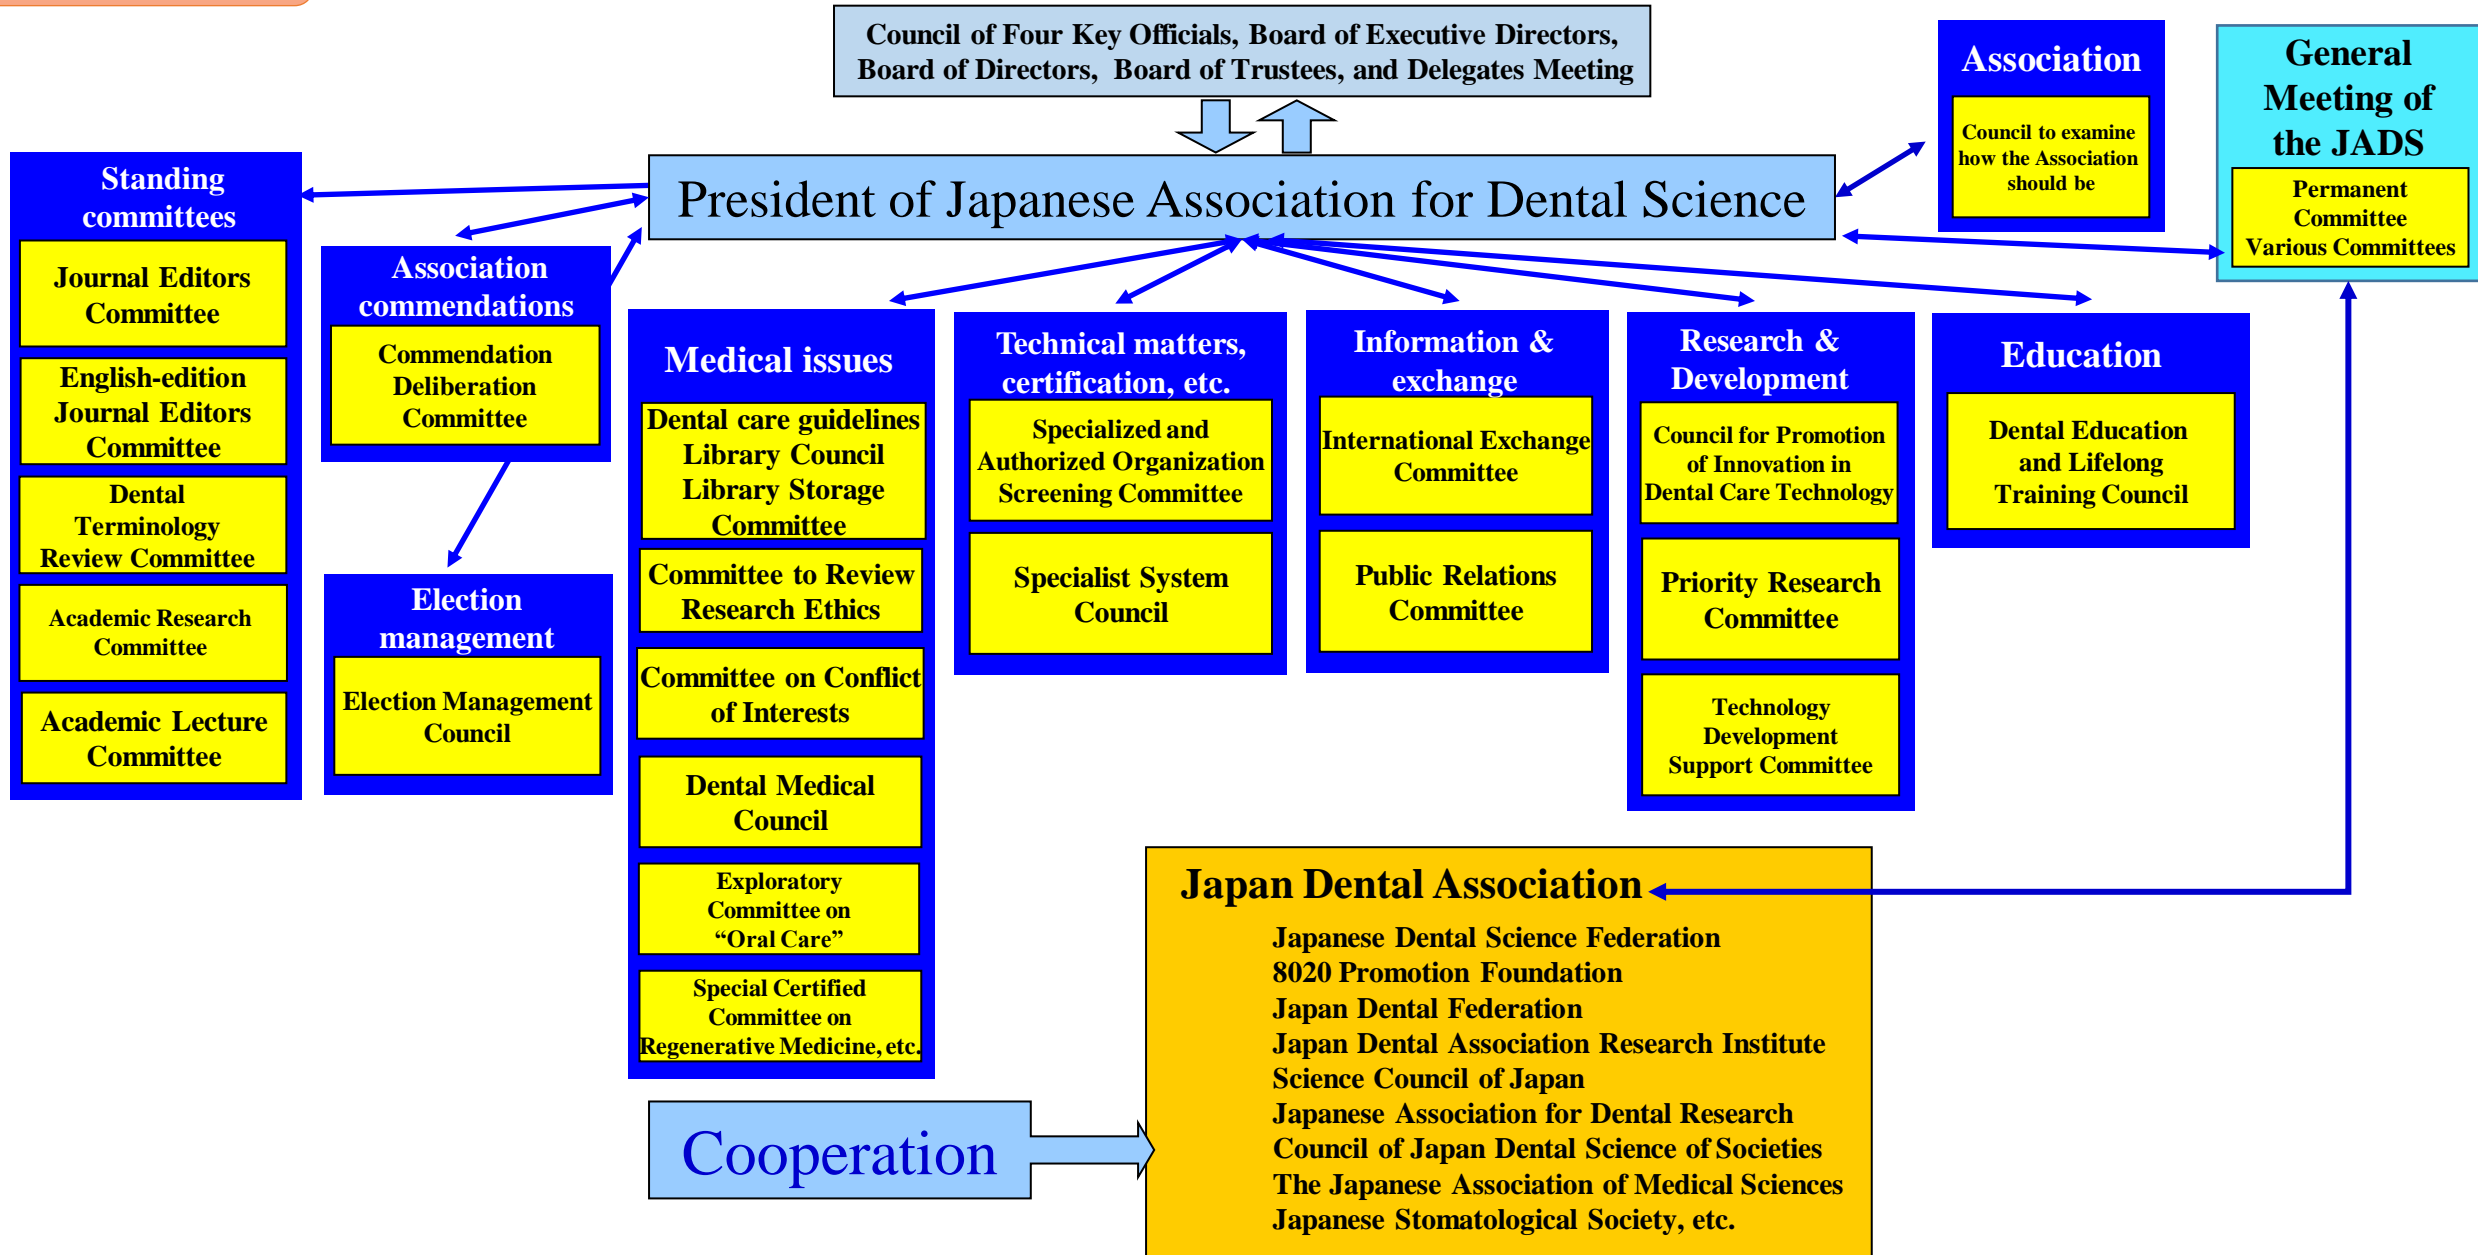 Council of Four Key Officials, Board of Executive Directors,
Board of Directors, Board of Trustees, and Delegates Meeting
President of Japanese Association for Dental Science
Association
Council to examine
how the Association
should be
General
Meeting of
the JADS
Permanent
Committee
Various Committees
Standing
committees
Journal Editors
Committee
English-edition
Journal Editors
Committee
Dental
Terminology
Review Committee
Academic Research
Committee
Academic Lecture
Committee
Association
commendations
Commendation
Deliberation
Committee
Election
management
Election Management
Council
Medical issues
Dental care guidelines
Library Council
Library Storage
Committee
Committee to Review
Research Ethics
Committee on Conflict
of Interests
Dental Medical
Council
Exploratory
Committee on
“Oral Care”
Special Certified
Committee on
Regenerative Medicine, etc.
Technical matters,
certification, etc.
Specialized and
Authorized Organization
Screening Committee
Specialist System
Council
Information &
exchange
International Exchange
Committee
Public Relations
Committee
Research &
Development
Council for Promotion
of Innovation in
Dental Care Technology
Priority Research
Committee
Technology
Development
Support Committee
Education
Dental Education
and Lifelong
Training Council
Cooperation
Japan Dental Association
Japanese Dental Science Federation
8020 Promotion Foundation
Japan Dental Federation
Japan Dental Association Research Institute
Science Council of Japan
Japanese Association for Dental Research
Council of Japan Dental Science of Societies
The Japanese Association of Medical Sciences
Japanese Stomatological Society, etc.